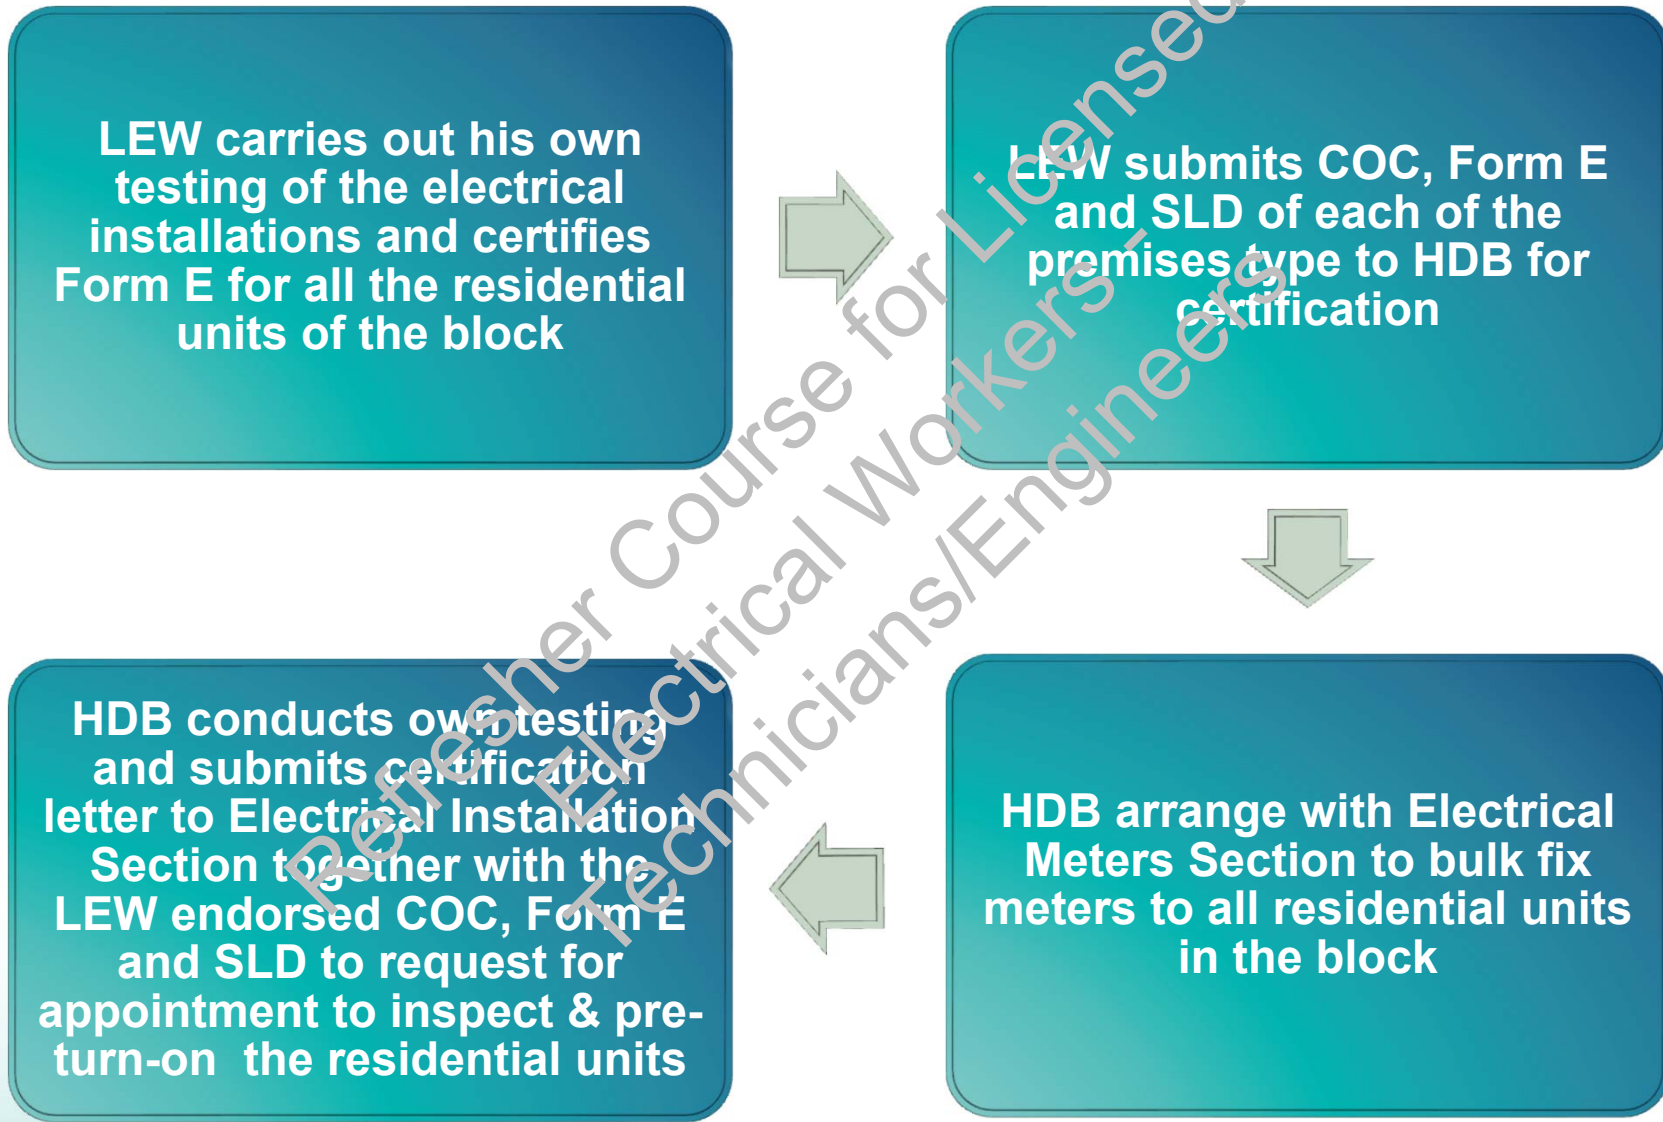 LEW carries out his own
testing of the electrical
installations and certifies
Form E for all the residential
units of the block
LEW submits COC, Form E
and SLD of each of the
premises type to HDB for
certification
HDB arrange with Electrical
Meters Section to bulk fix
meters to all residential units
in the block
HDB conducts own testing
and submits certification
letter to Electrical Installation
Section together with the
LEW endorsed COC, Form E
and SLD to request for
appointment to inspect & pre-
turn-on the residential units
Refresher Course for Licensed
Electrical Workers -
Technicians/Engineers